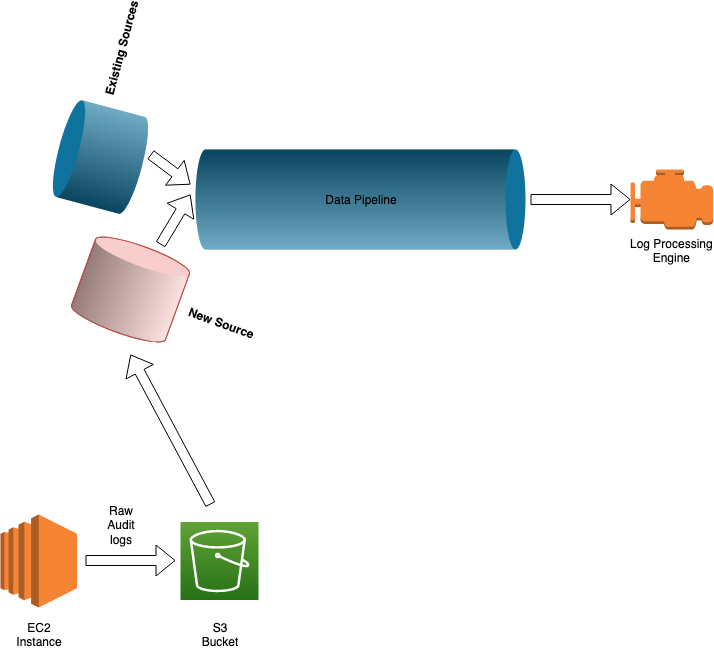 Existing Sources
Data Pipeline
Log Processing
Engine
New Source
Raw
Audit
logs
EC2
Instance
S3
Bucket